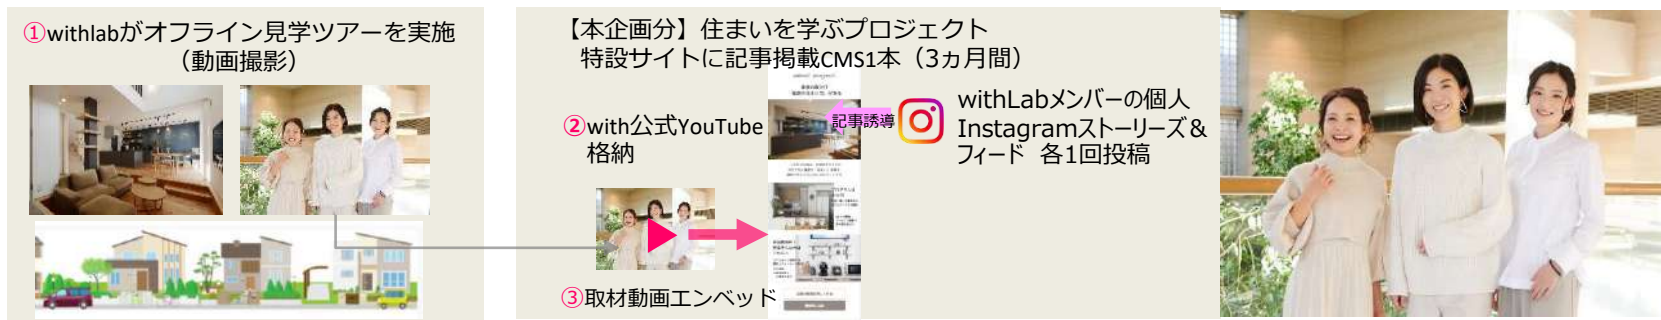 ①withlabがオフライン見学ツアーを実施
（動画撮影）
【本企画分】住まいを学ぶプロジェクト
特設サイトに記事掲載CMS1本（3ヵ月間）
②with公式YouTube
格納
③取材動画エンベッド
記事誘導
withLabメンバーの個人
Instagramストーリーズ＆
フィード 各1回投稿